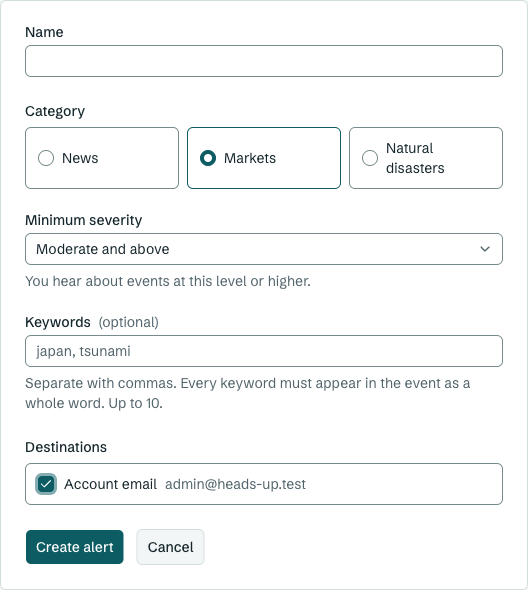 Name
Category
News
Markets
Natural
disasters
Minimum severity
Moderate and above
You hear about events at this level or higher.
Keywords (optional)
japan, tsunami
Separate with commas. Every keyword must appear in the event as a
whole word. Up to 10.
Destinations
Account email admin@heads-up.test
Create alert
Cancel